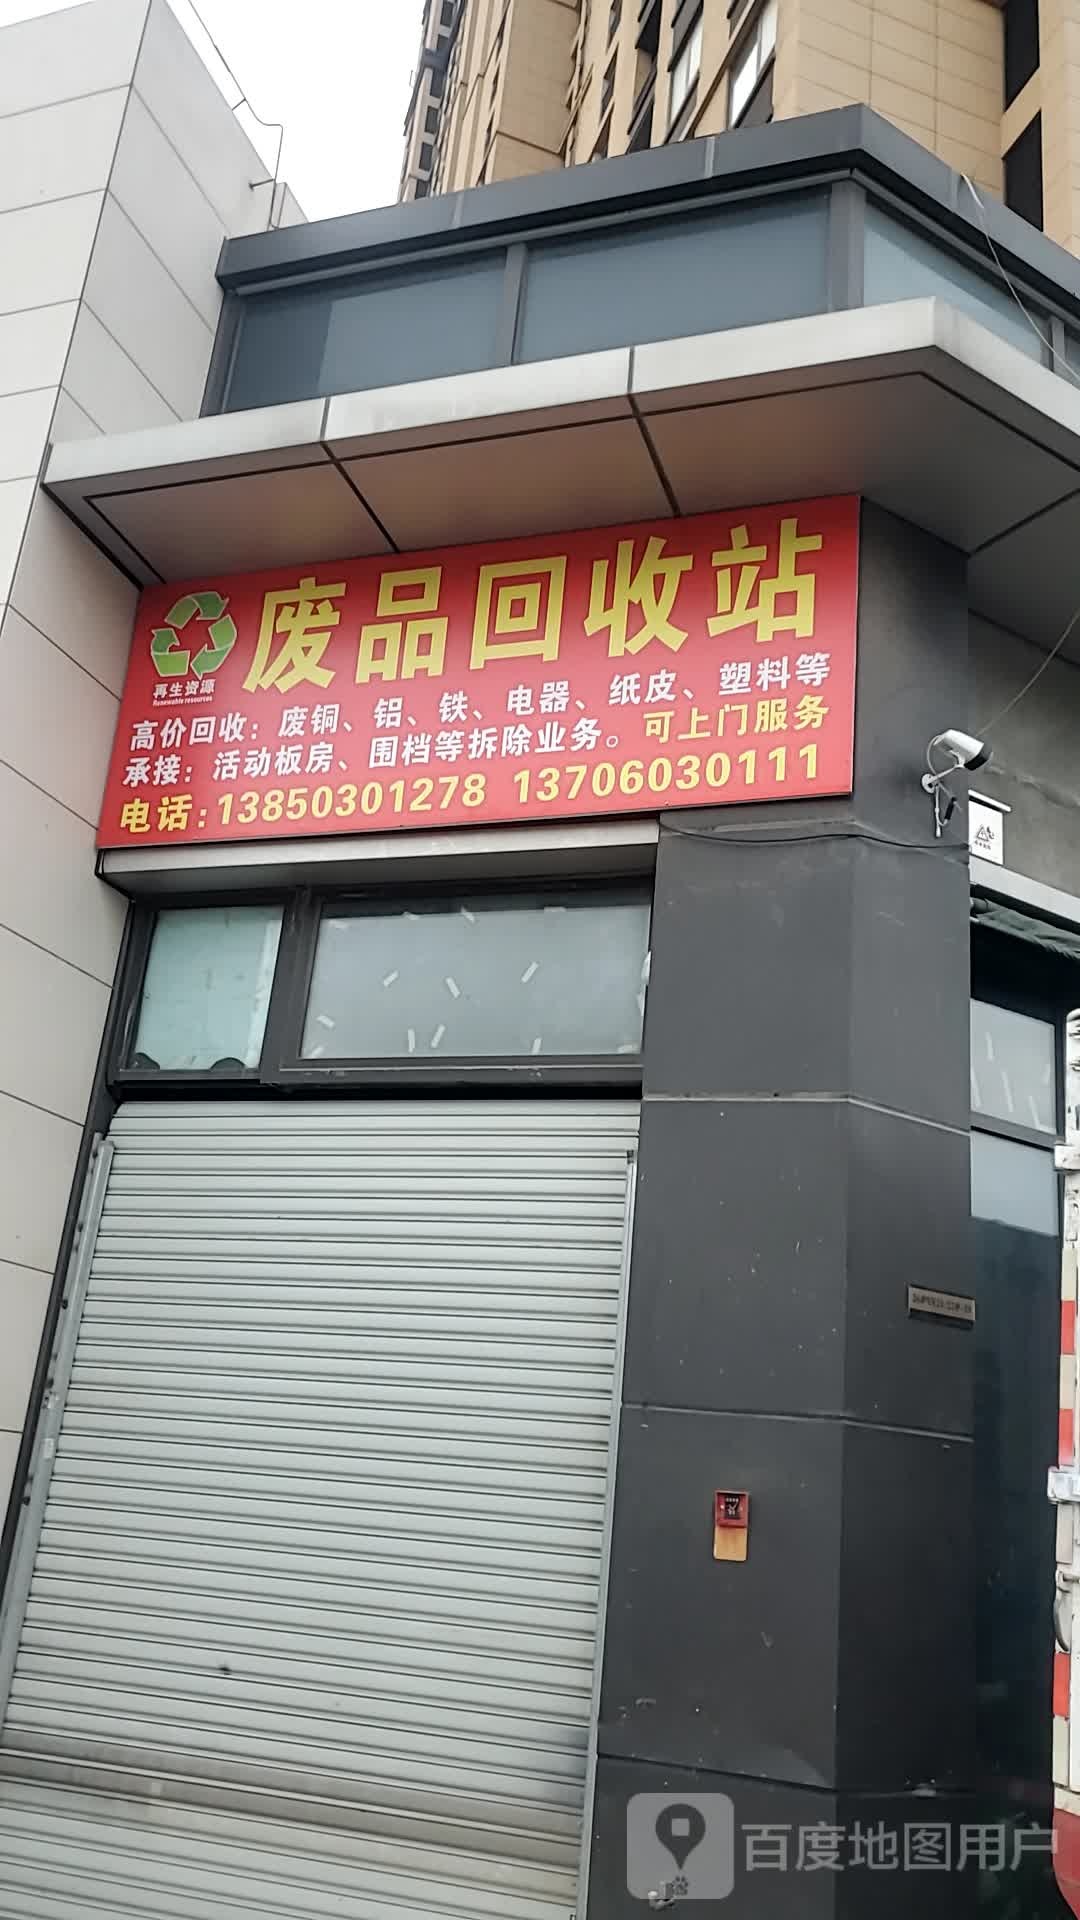 废品回收站
再生资源
Renewable resources
高价回收：废铜、铝、铁、电器、纸皮、塑料等
承接：活动板房、围档等拆除业务。可上门服务
电话：13850301278 13706030111
百度地图用户